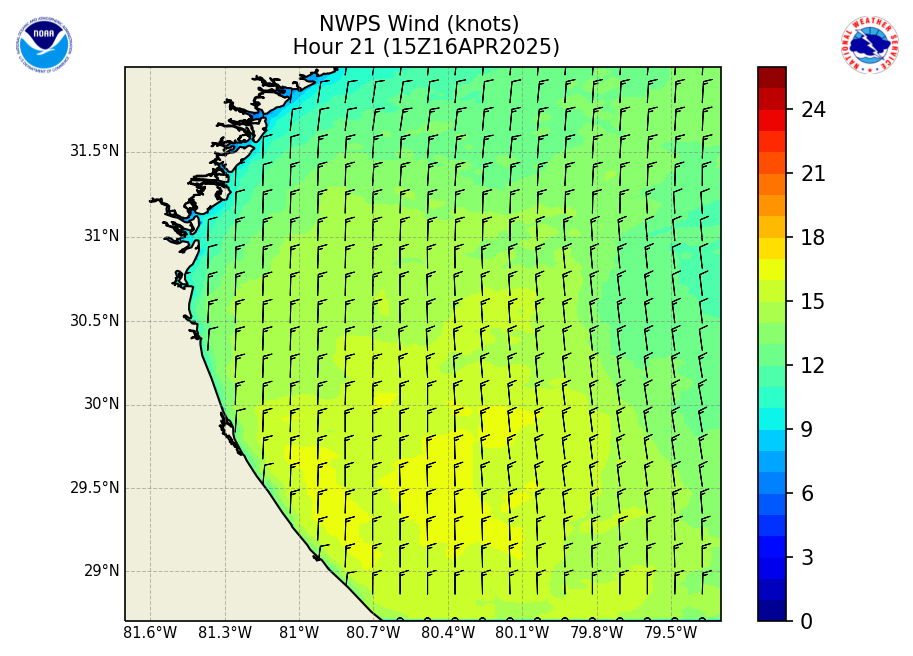 NWPS Wind (knots)
Hour 21 (15Z16APR2025)
NOAA
NATIONAL WEATHER SERVICE
31.5°N
31°N
30.5°N
30°N
29.5°N
29°N
81.6°W 81.3°W 81°W 80.7°W 80.4°W 80.1°W 79.8°W 79.5°W
24
21
18
15
12
9
6
3
0